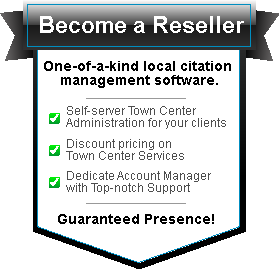 Become a Reseller
One-of-a-kind local citation
management software.
Self-server Town Center
Administration for your clients
Discount pricing on
Town Center Services
Dedicate Account Manager
with Top-notch Support
Guaranteed Presence!